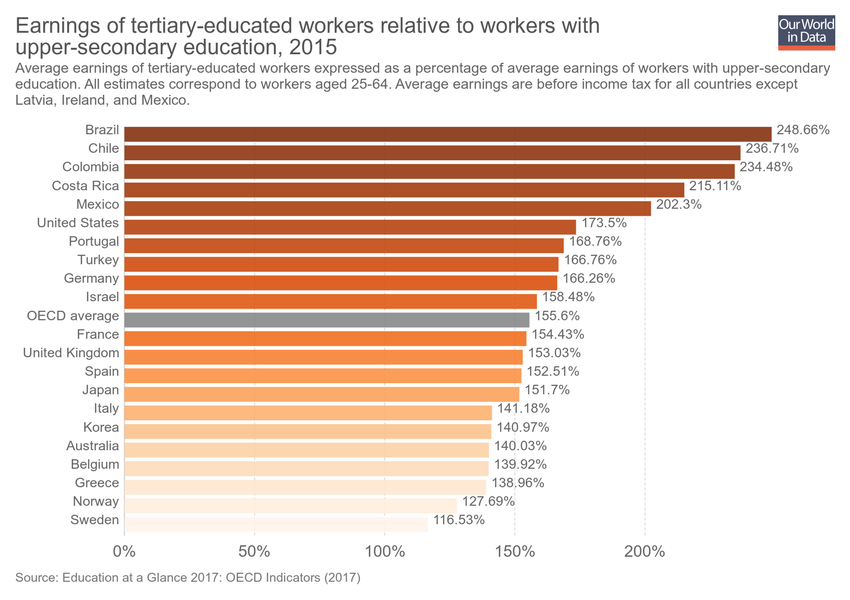 Earnings of tertiary-educated workers relative to workers with
upper-secondary education, 2015
Our World
in Data
Average earnings of tertiary-educated workers expressed as a percentage of average earnings of workers with upper-secondary
education. All estimates correspond to workers aged 25-64. Average earnings are before income tax for all countries except
Latvia, Ireland, and Mexico.
Brazil 248.66%
Chile 236.71%
Colombia 234.48%
Costa Rica 215.11%
Mexico 202.3%
United States 173.5%
Portugal 168.76%
Turkey 166.76%
Germany 166.26%
Israel 158.48%
OECD average 155.6%
France 154.43%
United Kingdom 153.03%
Spain 152.51%
Japan 151.7%
Italy 141.18%
Korea 140.97%
Australia 140.03%
Belgium 139.92%
Greece 138.96%
Norway 127.69%
Sweden 116.53%
0% 50% 100% 150% 200%
Source: Education at a Glance 2017: OECD Indicators (2017)